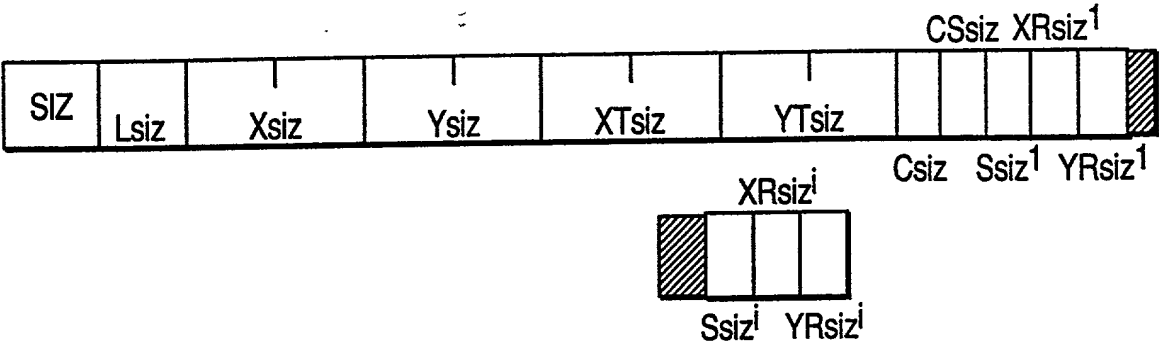 CSsiz XRsiz1
SIZ Lsiz Xsiz Ysiz XTsiz YTsiz
Csiz Ssiz1 YRsiz1
XRsizi
Ssizi YRsizi